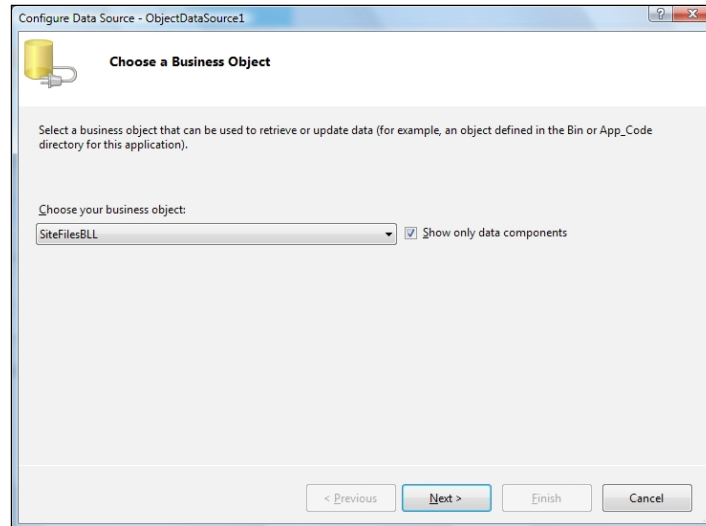 Configure Data Source - ObjectDataSource1
Choose a Business Object
Select a business object that can be used to retrieve or update data (for example, an object defined in the Bin or App_Code
directory for this application).
Choose your business object:
SiteFilesBLL
Show only data components
< Previous
Next >
Finish
Cancel